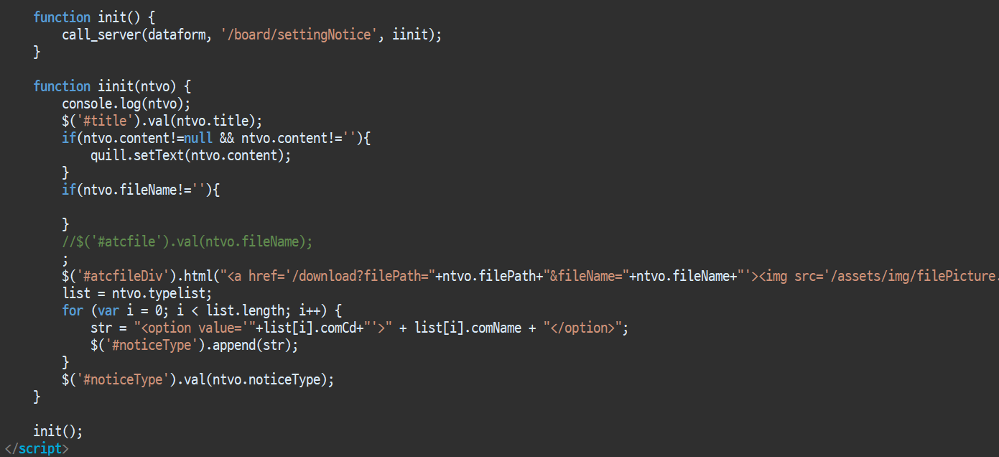 function init() {
call_server(dataform, '/board/settingNotice', iinit);
}
function iinit(ntvo) {
console.log(ntvo);
$('#title').val(ntvo.title);
if(ntvo.content!=null && ntvo.content!=''){
quill.setText(ntvo.content);
}
if(ntvo.fileName!=''){
}
//$('#atcfile').val(ntvo.fileName);
;
$('#atcfileDiv').html("<a href='/download?filePath="+ntvo.filePath+"&fileName="+ntvo.fileName+"'><img src='/assets/img/filePicture.
list = ntvo.typelist;
for (var i = 0; i < list.length; i++) {
str = "<option value='"+list[i].comCd+"'>" + list[i].comName + "</option>";
$('#noticeType').append(str);
}
$('#noticeType').val(ntvo.noticeType);
}
init();
</script>